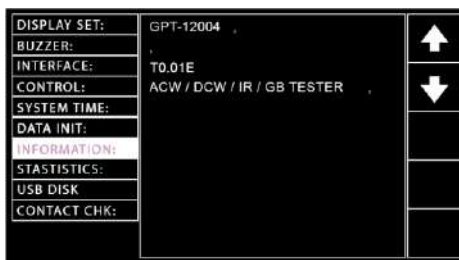 DISPLAY SET:
BUZZER:
INTERFACE:
CONTROL:
SYSTEM TIME:
DATA INIT:
INFORMATION:
STASTISTICS:
USB DISK
CONTACT CHK:
GPT-12004 ,
,
T0.01E
ACW / DCW / IR / GB TESTER ,